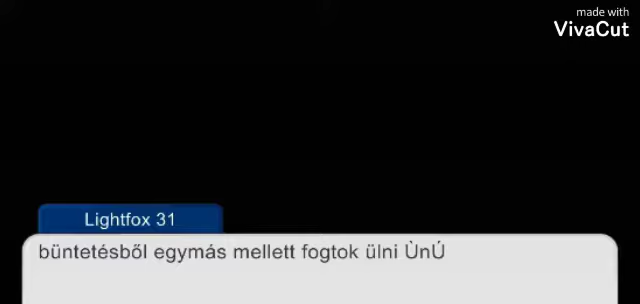 made with
VivaCut
Lightfox 31
büntetésből egymás mellett fogtok ülni ÙnÚ